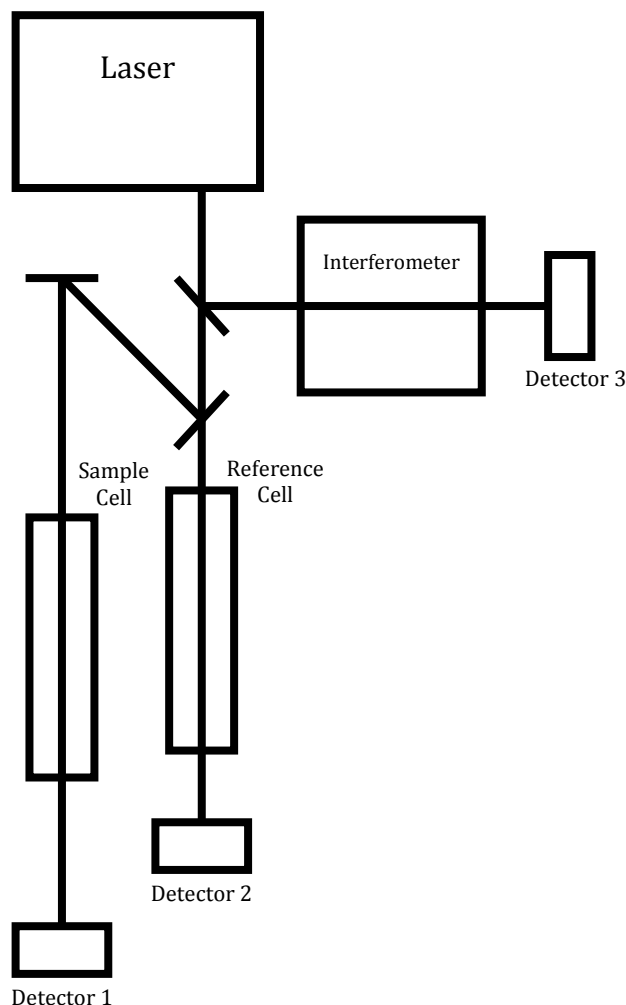 Laser
Interferometer
Detector 3
Sample
Cell
Reference
Cell
Detector 2
Detector 1